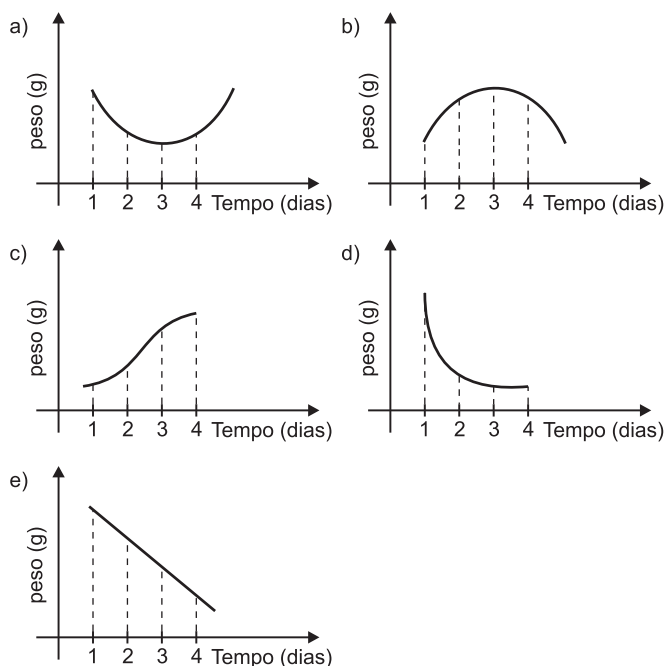 a)
peso (g)
1 2 3 4 Tempo (dias)
b)
peso (g)
1 2 3 4 Tempo (dias)
c)
peso (g)
1 2 3 4 Tempo (dias)
d)
peso (g)
1 2 3 4 Tempo (dias)
e)
peso (g)
1 2 3 4 Tempo (dias)